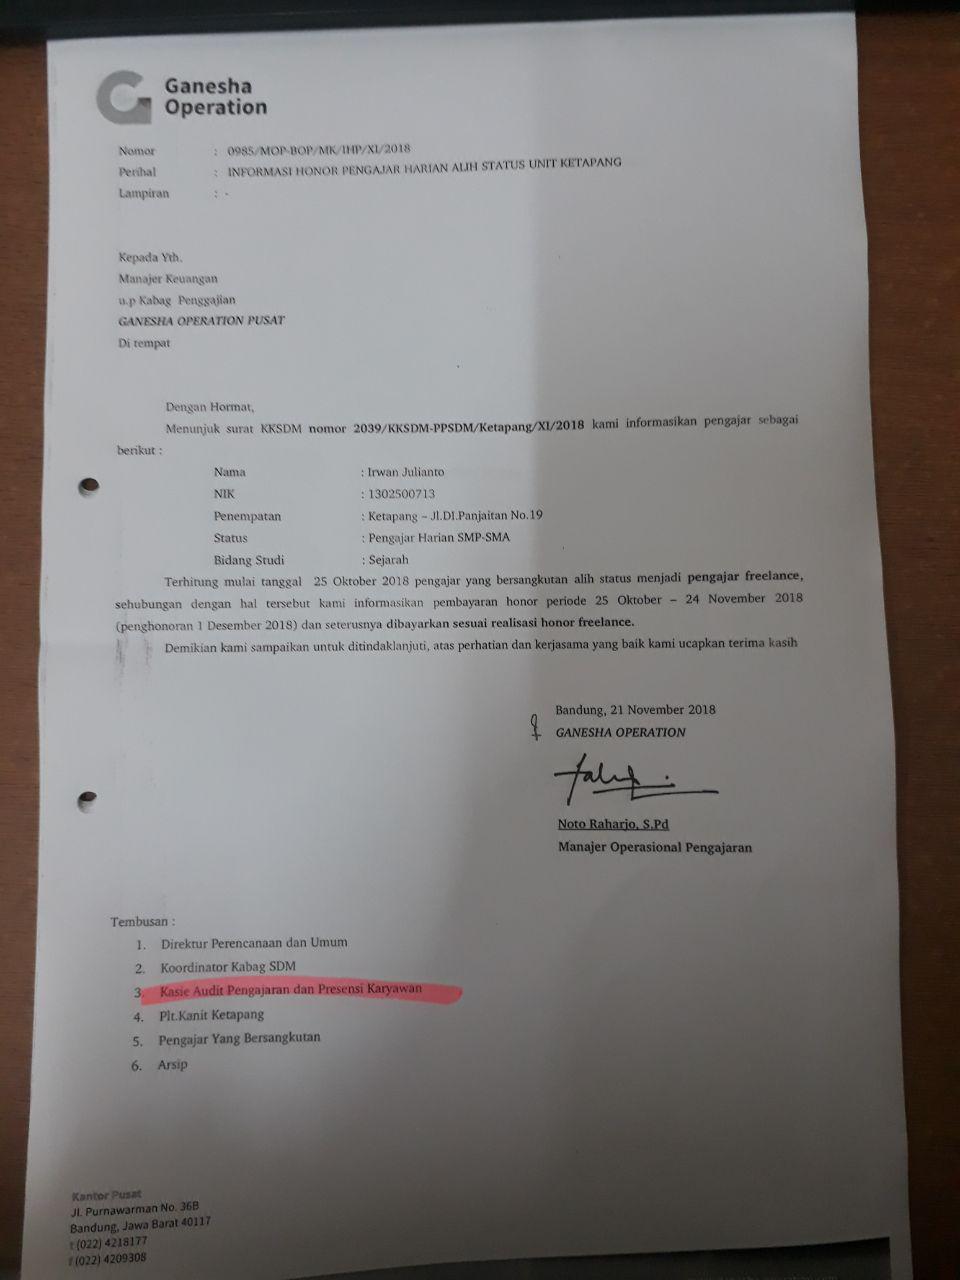 Ganesha
Operation
Nomor : 0985/MOP-BOP/MK/IHP/XI/2018
Perihal : INFORMASI HONOR PENGAJAR HARIAN ALIH STATUS UNIT KETAPANG
Lampiran : -
Kepada Yth.
Manajer Keuangan
u.p Kabag Penggajian
GANESHA OPERATION PUSAT
Di tempat
Dengan Hormat,
Menunjuk surat KKSDM nomor 2039/KKSDM-PPSDM/Ketapang/XI/2018 kami informasikan pengajar sebagai
berikut :
Nama : Irwan Julianto
NIK : 1302500713
Penempatan : Ketapang – Jl.DI.Panjaitan No.19
Status : Pengajar Harian SMP-SMA
Bidang Studi : Sejarah
Terhitung mulai tanggal 25 Oktober 2018 pengajar yang bersangkutan alih status menjadi pengajar freelance,
sehubungan dengan hal tersebut kami informasikan pembayaran honor periode 25 Oktober – 24 November 2018
(penghonoran 1 Desember 2018) dan seterusnya dibayarkan sesuai realisasi honor freelance.
Demikian kami sampaikan untuk ditindaklanjuti, atas perhatian dan kerjasama yang baik kami ucapkan terima kasih
Bandung, 21 November 2018
GANESHA OPERATION
Noto Raharjo, S.Pd
Manajer Operasional Pengajaran
Tembusan :
1. Direktur Perencanaan dan Umum
2. Koordinator Kabag SDM
3. Kasie Audit Pengajaran dan Presensi Karyawan
4. Plt.Kanit Ketapang
5. Pengajar Yang Bersangkutan
6. Arsip
Kantor Pusat
Jl. Purnawarman No. 36B
Bandung, Jawa Barat 40117
t (022) 4218177
f (022) 4209308